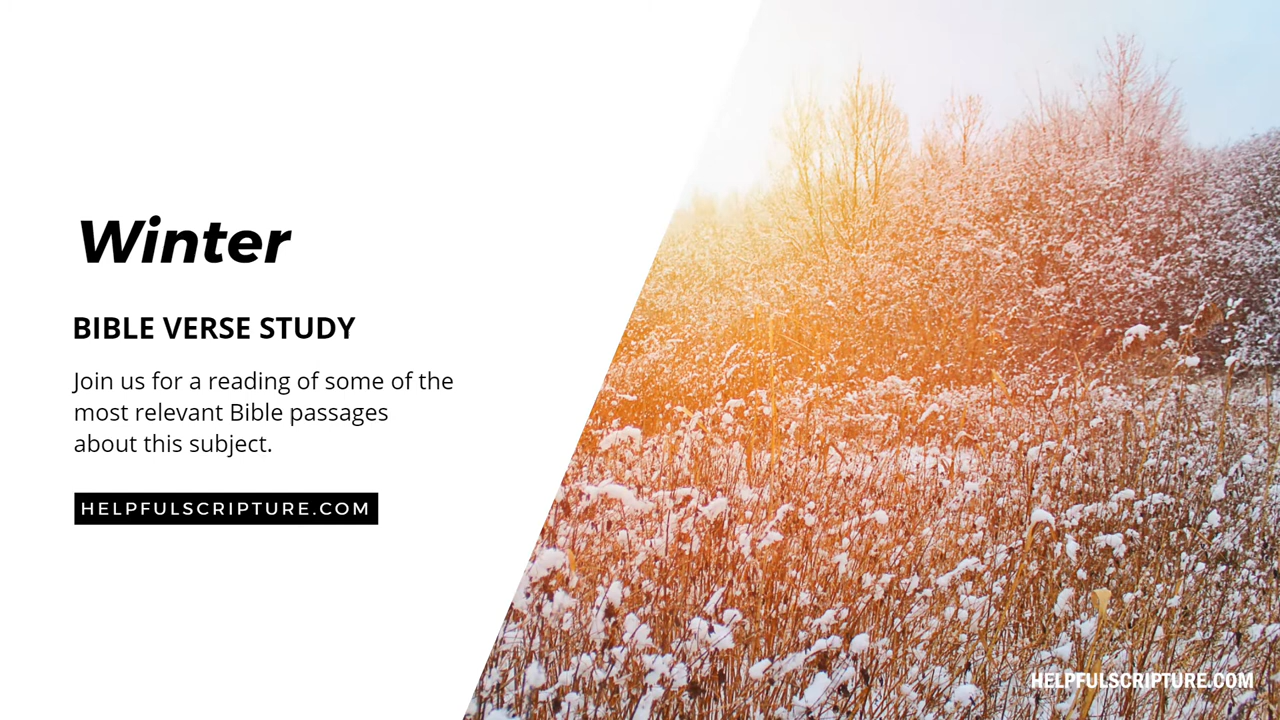 Winter
BIBLE VERSE STUDY
Join us for a reading of some of the
most relevant Bible passages
about this subject.
HELPFULSCRIPTURE.COM
HELPFULSCRIPTURE.COM